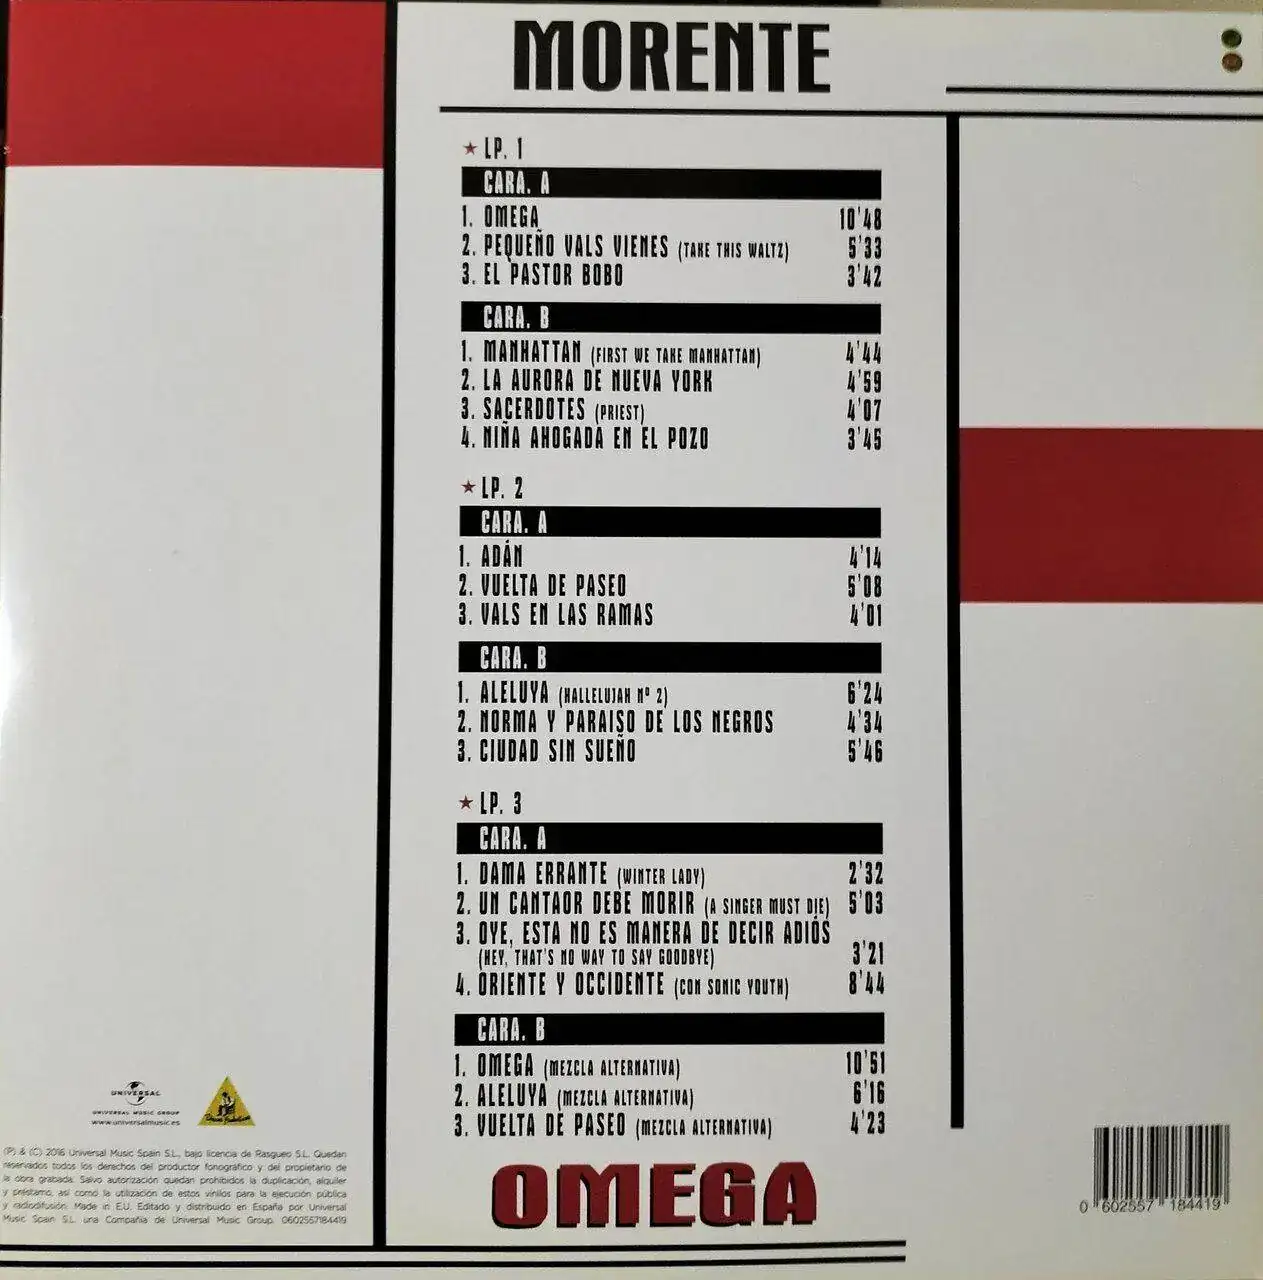 MORENTE
★ LP. 1
CARA. A
1. OMEGA 10'48
2. PEQUEÑO VALS VIENES (TAKE THIS WALTZ) 5'33
3. EL PASTOR BOBO 3'42
CARA. B
1. MANHATTAN (FIRST WE TAKE MANHATTAN) 4'44
2. LA AURORA DE NUEVA YORK 4'59
3. SACERDOTES (PRIEST) 4'07
4. NIÑA AHOGADA EN EL POZO 3'45
★ LP. 2
CARA. A
1. ADÁN 4'14
2. VUELTA DE PASEO 5'08
3. VALS EN LAS RAMAS 4'01
CARA. B
1. ALELUYA (HALLELUJAH Nº 2) 6'24
2. NORMA Y PARAISO DE LOS NEGROS 4'34
3. CIUDAD SIN SUEÑO 5'46
★ LP. 3
CARA. A
1. DAMA ERRANTE (WINTER LADY) 2'32
2. UN CANTAOR DEBE MORIR (A SINGER MUST DIE) 5'03
3. OYE, ESTA NO ES MANERA DE DECIR ADIÓS
(HEY, THAT'S NO WAY TO SAY GOODBYE) 3'21
4. ORIENTE Y OCCIDENTE (CON SONIC YOUTH) 8'44
CARA. B
1. OMEGA (MEZCLA ALTERNATIVA) 10'51
2. ALELUYA (MEZCLA ALTERNATIVA) 6'16
3. VUELTA DE PASEO (MEZCLA ALTERNATIVA) 4'23
OMEGA
UNIVERSAL
UNIVERSAL MUSIC GROUP
www.universalmusic.es
(P) & (C) 2016 Universal Music Spain S.L., bajo licencia de Rasgueo S.L. Quedan
reservados todos los derechos del productor fonográfico y del propietario de
la obra grabada. Salvo autorización quedan prohibidos la duplicación, alquiler
y préstamo, así como la utilización de estos vinilos para la ejecución pública
y radiodifusión. Made in E.U. Editado y distribuido en España por Universal
Music Spain S.L. una Compañía de Universal Music Group. 0602557184419
0 602557 184419